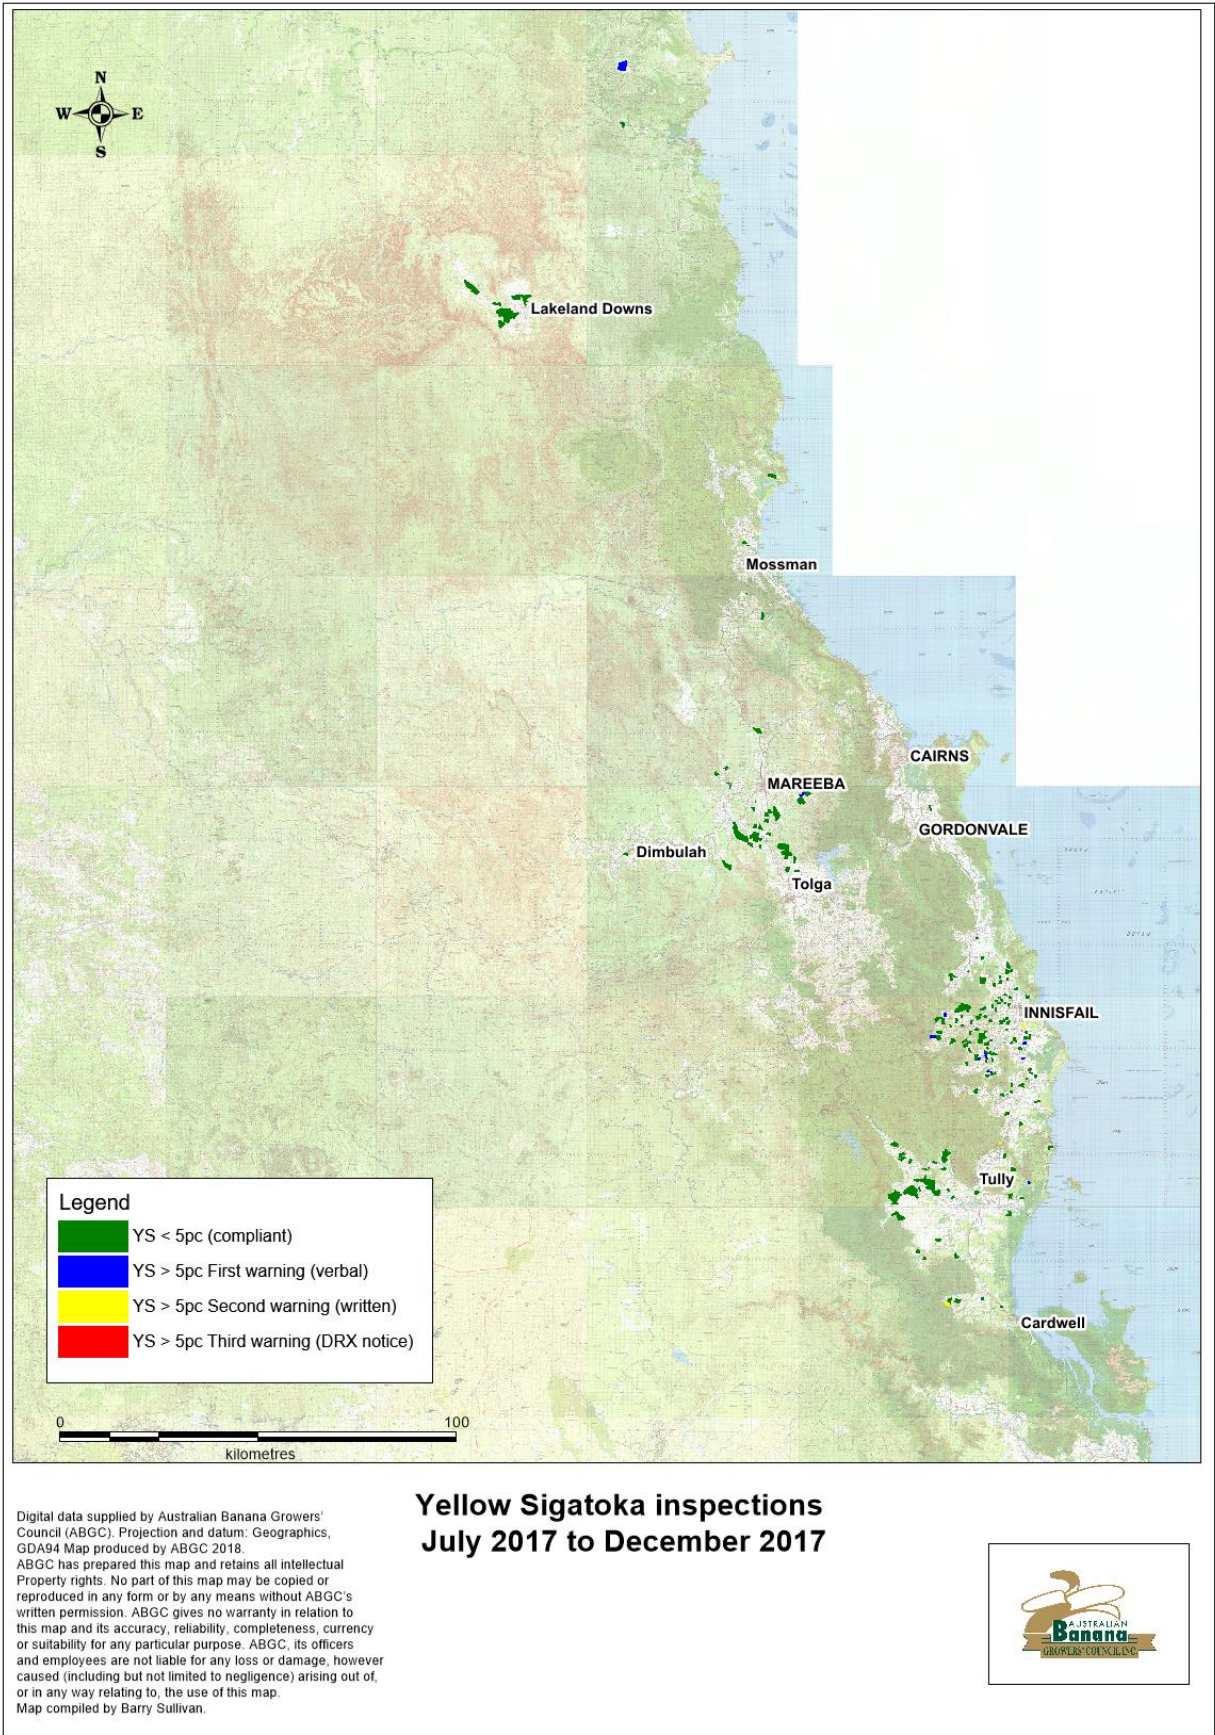 N
W E
S
Lakeland Downs
Mossman
CAIRNS
MAREEBA
GORDONVALE
Dimbulah
Tolga
INNISFAIL
Tully
Cardwell
Legend
YS < 5pc (compliant)
YS > 5pc First warning (verbal)
YS > 5pc Second warning (written)
YS > 5pc Third warning (DRX notice)
0 100
kilometres
Yellow Sigatoka inspections
July 2017 to December 2017
Digital data supplied by Australian Banana Growers'
Council (ABGC). Projection and datum: Geographics,
GDA94 Map produced by ABGC 2018.
ABGC has prepared this map and retains all intellectual
Property rights. No part of this map may be copied or
reproduced in any form or by any means without ABGC's
written permission. ABGC gives no warranty in relation to
this map and its accuracy, reliability, completeness, currency
or suitability for any particular purpose. ABGC, its officers
and employees are not liable for any loss or damage, however
caused (including but not limited to negligence) arising out of,
or in any way relating to, the use of this map.
Map compiled by Barry Sullivan.
AUSTRALIAN
Banana
GROWERS' COUNCIL INC.